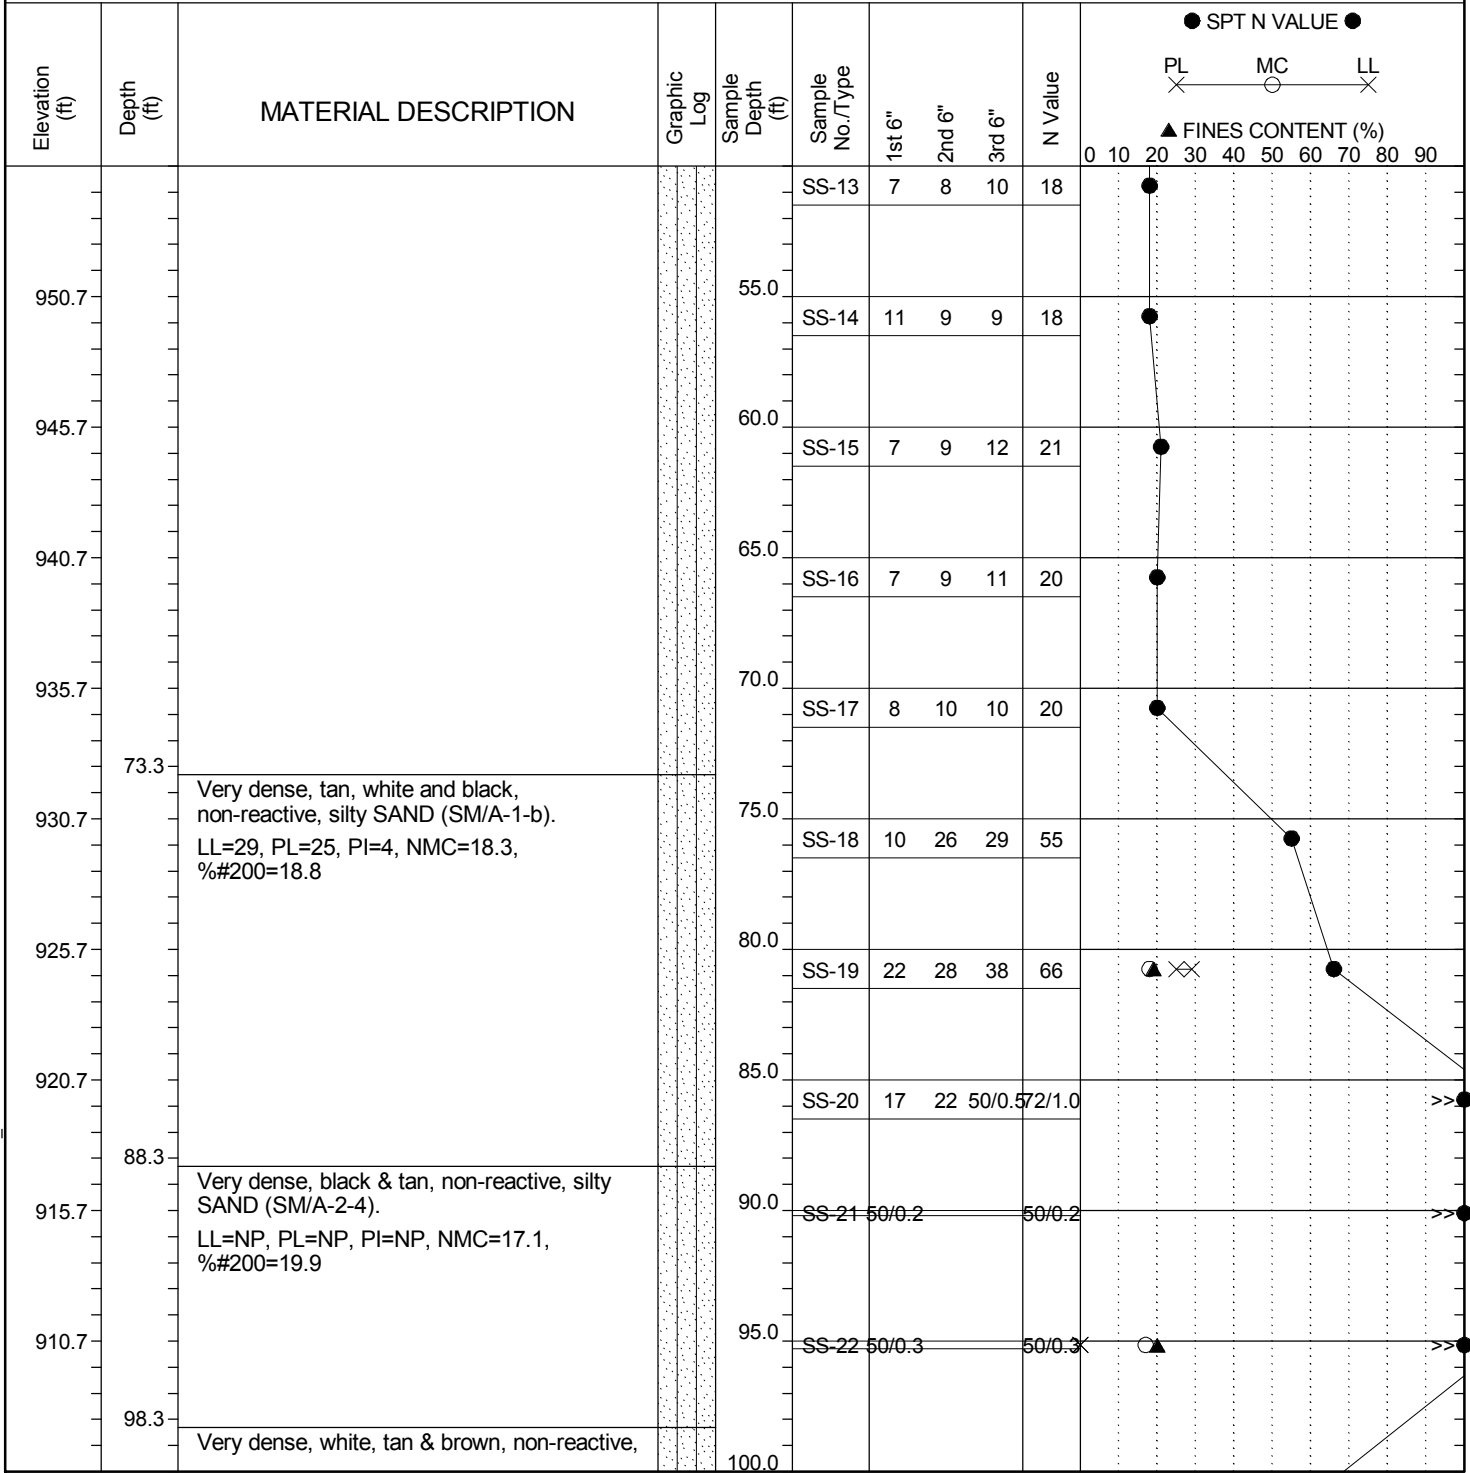 ● SPT N VALUE ●
PL MC LL
▲ FINES CONTENT (%)
0 10 20 30 40 50 60 70 80 90
Elevation (ft)
Depth (ft)
MATERIAL DESCRIPTION
Graphic Log
Sample Depth (ft)
Sample No./Type
1st 6"
2nd 6"
3rd 6"
N Value
SS-13 7 8 10 18
950.7 55.0
SS-14 11 9 9 18
945.7 60.0
SS-15 7 9 12 21
940.7 65.0
SS-16 7 9 11 20
935.7 70.0
SS-17 8 10 10 20
73.3
Very dense, tan, white and black,
non-reactive, silty SAND (SM/A-1-b).
LL=29, PL=25, PI=4, NMC=18.3,
%#200=18.8
930.7 75.0
SS-18 10 26 29 55
925.7 80.0
SS-19 22 28 38 66
920.7 85.0
SS-20 17 22 50/0.5 72/1.0 >>
88.3
Very dense, black & tan, non-reactive, silty
SAND (SM/A-2-4).
LL=NP, PL=NP, PI=NP, NMC=17.1,
%#200=19.9
915.7 90.0
SS-21 50/0.2 50/0.2 >>
910.7 95.0
SS-22 50/0.3 50/0.3 >>
98.3
Very dense, white, tan & brown, non-reactive,
100.0